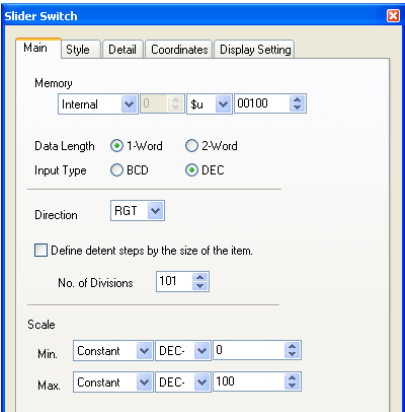 Slider Switch
Main Style Detail Coordinates Display Setting
Memory
Internal 0 $u 00100
Data Length 1-Word 2-Word
Input Type BCD DEC
Direction RGT
Define detent steps by the size of the item.
No. of Divisions 101
Scale
Min. Constant DEC- 0
Max. Constant DEC- 100